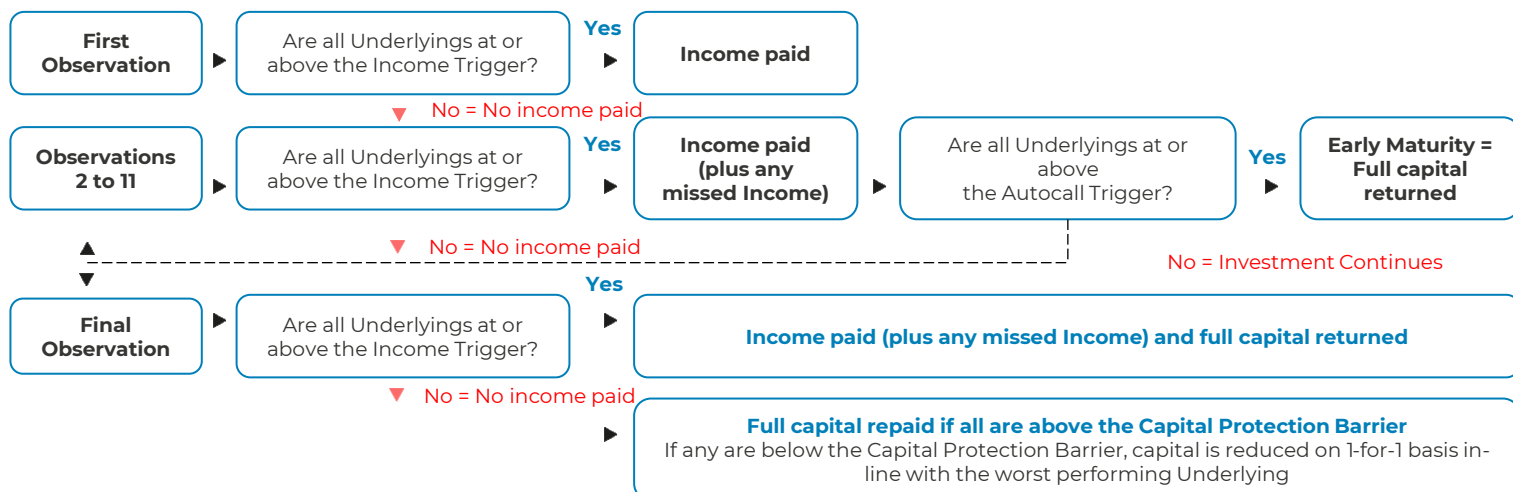 First
Observation
Are all Underlyings at or
above the Income Trigger?
Yes
Income paid
No = No income paid
Observations
2 to 11
Are all Underlyings at or
above the Income Trigger?
Yes
Income paid
(plus any
missed Income)
Are all Underlyings at or
above
the Autocall Trigger?
Yes
Early Maturity =
Full capital
returned
No = No income paid
No = Investment Continues
Final
Observation
Are all Underlyings at or
above the Income Trigger?
Yes
Income paid (plus any missed Income) and full capital returned
No = No income paid
Full capital repaid if all are above the Capital Protection Barrier
If any are below the Capital Protection Barrier, capital is reduced on 1-for-1 basis in-
line with the worst performing Underlying